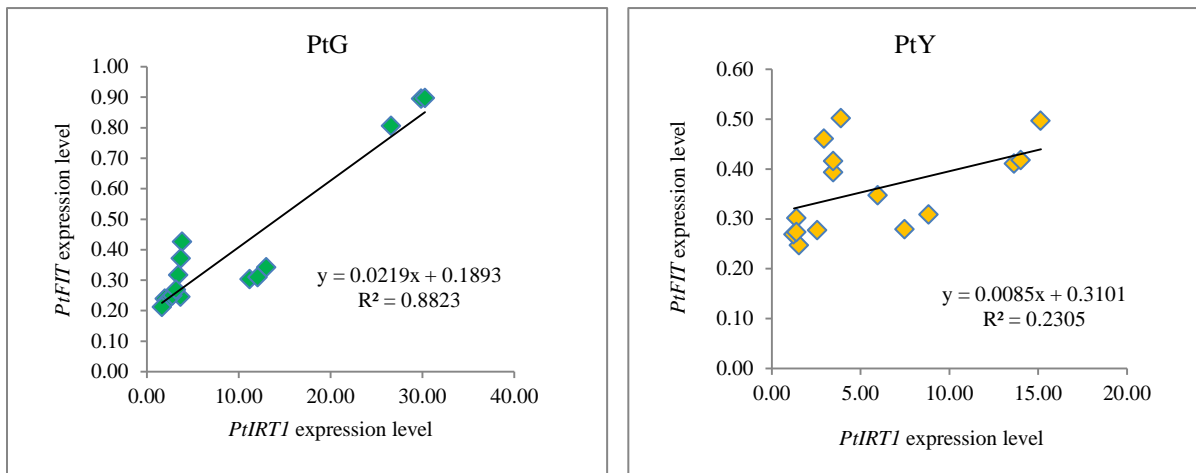 PtG
1.00
0.90
0.80
0.70
0.60
0.50
0.40
0.30
0.20
0.10
0.00
PtFIT expression level
y = 0.0219x + 0.1893
R² = 0.8823
0.00 10.00 20.00 30.00 40.00
PtIRT1 expression level
PtY
0.60
0.50
0.40
0.30
0.20
0.10
0.00
PtFIT expression level
y = 0.0085x + 0.3101
R² = 0.2305
0.00 5.00 10.00 15.00 20.00
PtIRT1 expression level